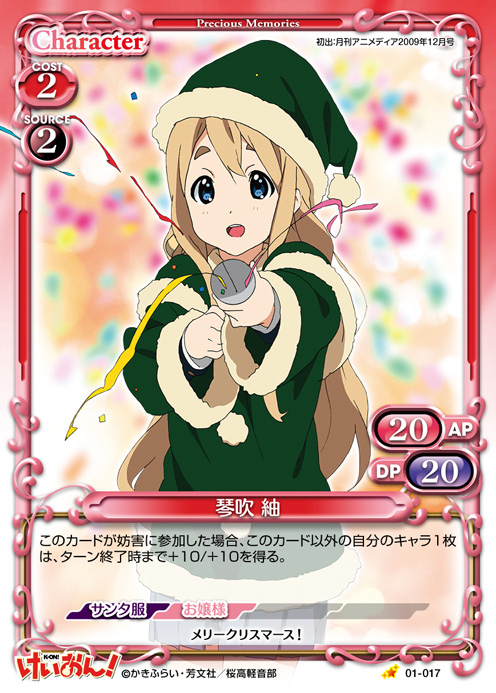 Precious Memories
Character
初出:月刊アニメディア2009年12月号
COST
2
SOURCE
2
20 AP
DP 20
琴吹 紬
このカードが妨害に参加した場合、このカード以外の自分のキャラ1枚
は、ターン終了時まで+10/+10を得る。
サンタ服 お嬢様
メリークリスマース!
K-ON!
けいおん!
©かきふらい・芳文社/桜高軽音部
01-017